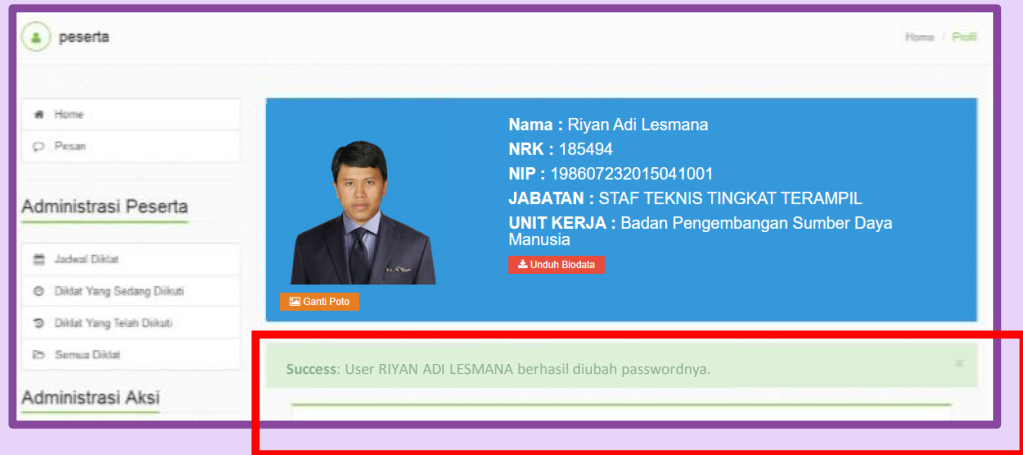 peserta
Home / Profil
Home
Pesan
Administrasi Peserta
Jadwal Diklat
Diklat Yang Sedang Diikuti
Diklat Yang Telah Diikuti
Semua Diklat
Administrasi Aksi
Nama : Riyan Adi Lesmana
NRK : 185494
NIP : 198607232015041001
JABATAN : STAF TEKNIS TINGKAT TERAMPIL
UNIT KERJA : Badan Pengembangan Sumber Daya
Manusia
Unduh Biodata
Ganti Poto
Success: User RIYAN ADI LESMANA berhasil diubah passwordnya.
×